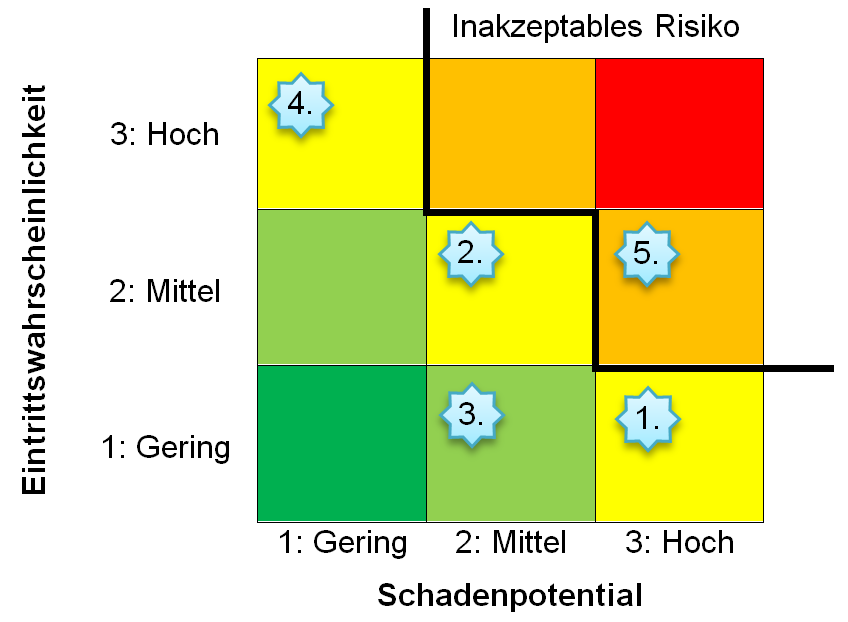 Inakzeptables Risiko
Eintrittswahrscheinlichkeit
3: Hoch
4.
2: Mittel
2.
5.
1: Gering
3.
1.
1: Gering
2: Mittel
3: Hoch
Schadenpotential